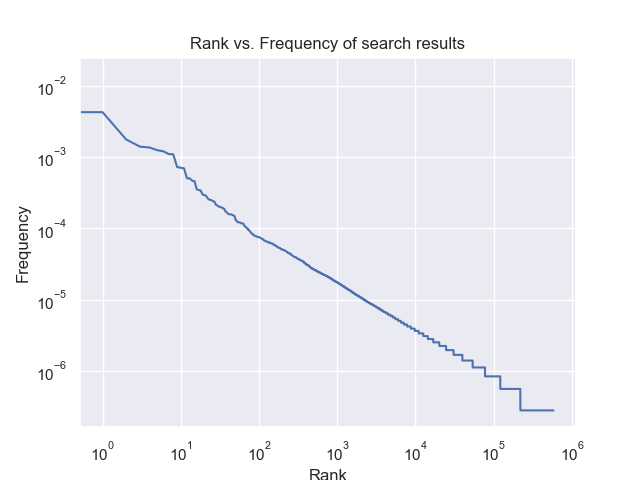 Rank vs. Frequency of search results
10⁻²
10⁻³
10⁻⁴
10⁻⁵
10⁻⁶
Frequency
10⁰ 10¹ 10² 10³ 10⁴ 10⁵ 10⁶
Rank